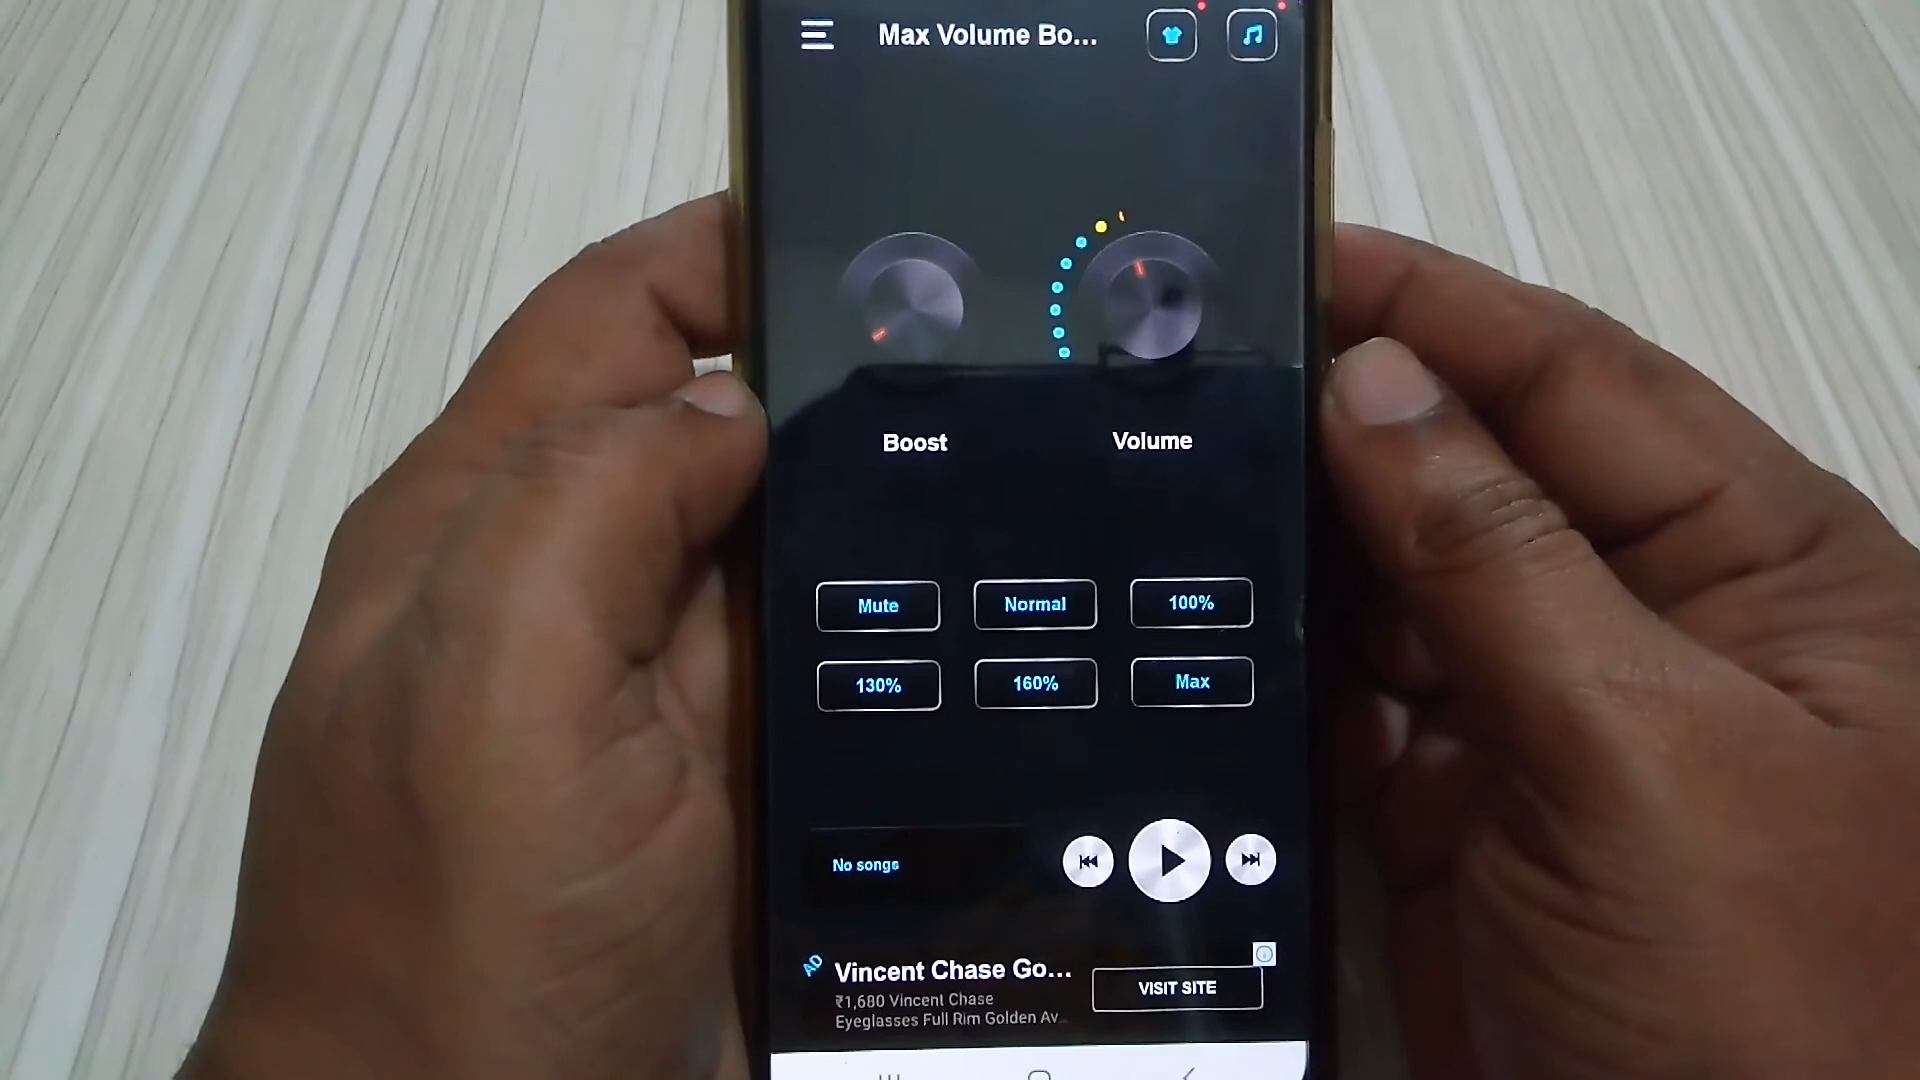 Max Volume Bo...
Boost
Volume
Mute
Normal
100%
130%
160%
Max
No songs
AD
Vincent Chase Go...
₹1,680 Vincent Chase
Eyeglasses Full Rim Golden Av...
VISIT SITE